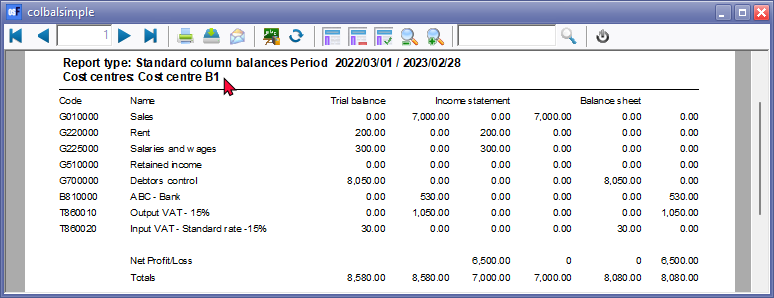 colbalsimple
1
Report type: Standard column balances Period 2022/03/01 / 2023/02/28
Cost centres: Cost centre B1
Code Name Trial balance Income statement Balance sheet
G010000 Sales 0.00 7,000.00 0.00 7,000.00 0.00 0.00
G220000 Rent 200.00 0.00 200.00 0.00 0.00 0.00
G225000 Salaries and wages 300.00 0.00 300.00 0.00 0.00 0.00
G510000 Retained income 0.00 0.00 0.00 0.00 0.00 0.00
G700000 Debtors control 8,050.00 0.00 0.00 0.00 8,050.00 0.00
B810000 ABC - Bank 0.00 530.00 0.00 0.00 0.00 530.00
T860010 Output VAT - 15% 0.00 1,050.00 0.00 0.00 0.00 1,050.00
T860020 Input VAT - Standard rate -15% 30.00 0.00 0.00 0.00 30.00 0.00
Net Profit/Loss 6,500.00 0 0 6,500.00
Totals 8,580.00 8,580.00 7,000.00 7,000.00 8,080.00 8,080.00